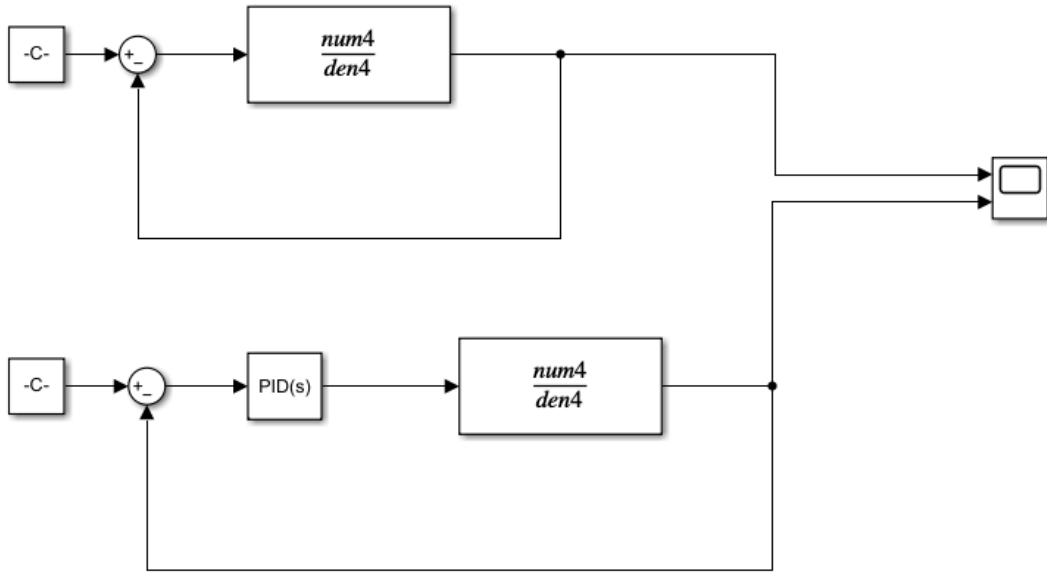 -C-
+
_
num4
den4
-C-
+
_
PID(s)
num4
den4